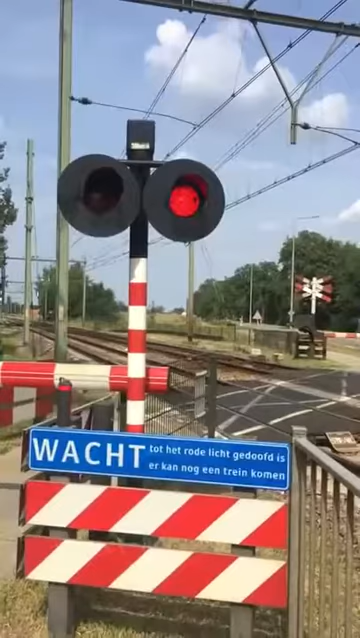 WACHT tot het rode licht gedoofd is
er kan nog een trein komen